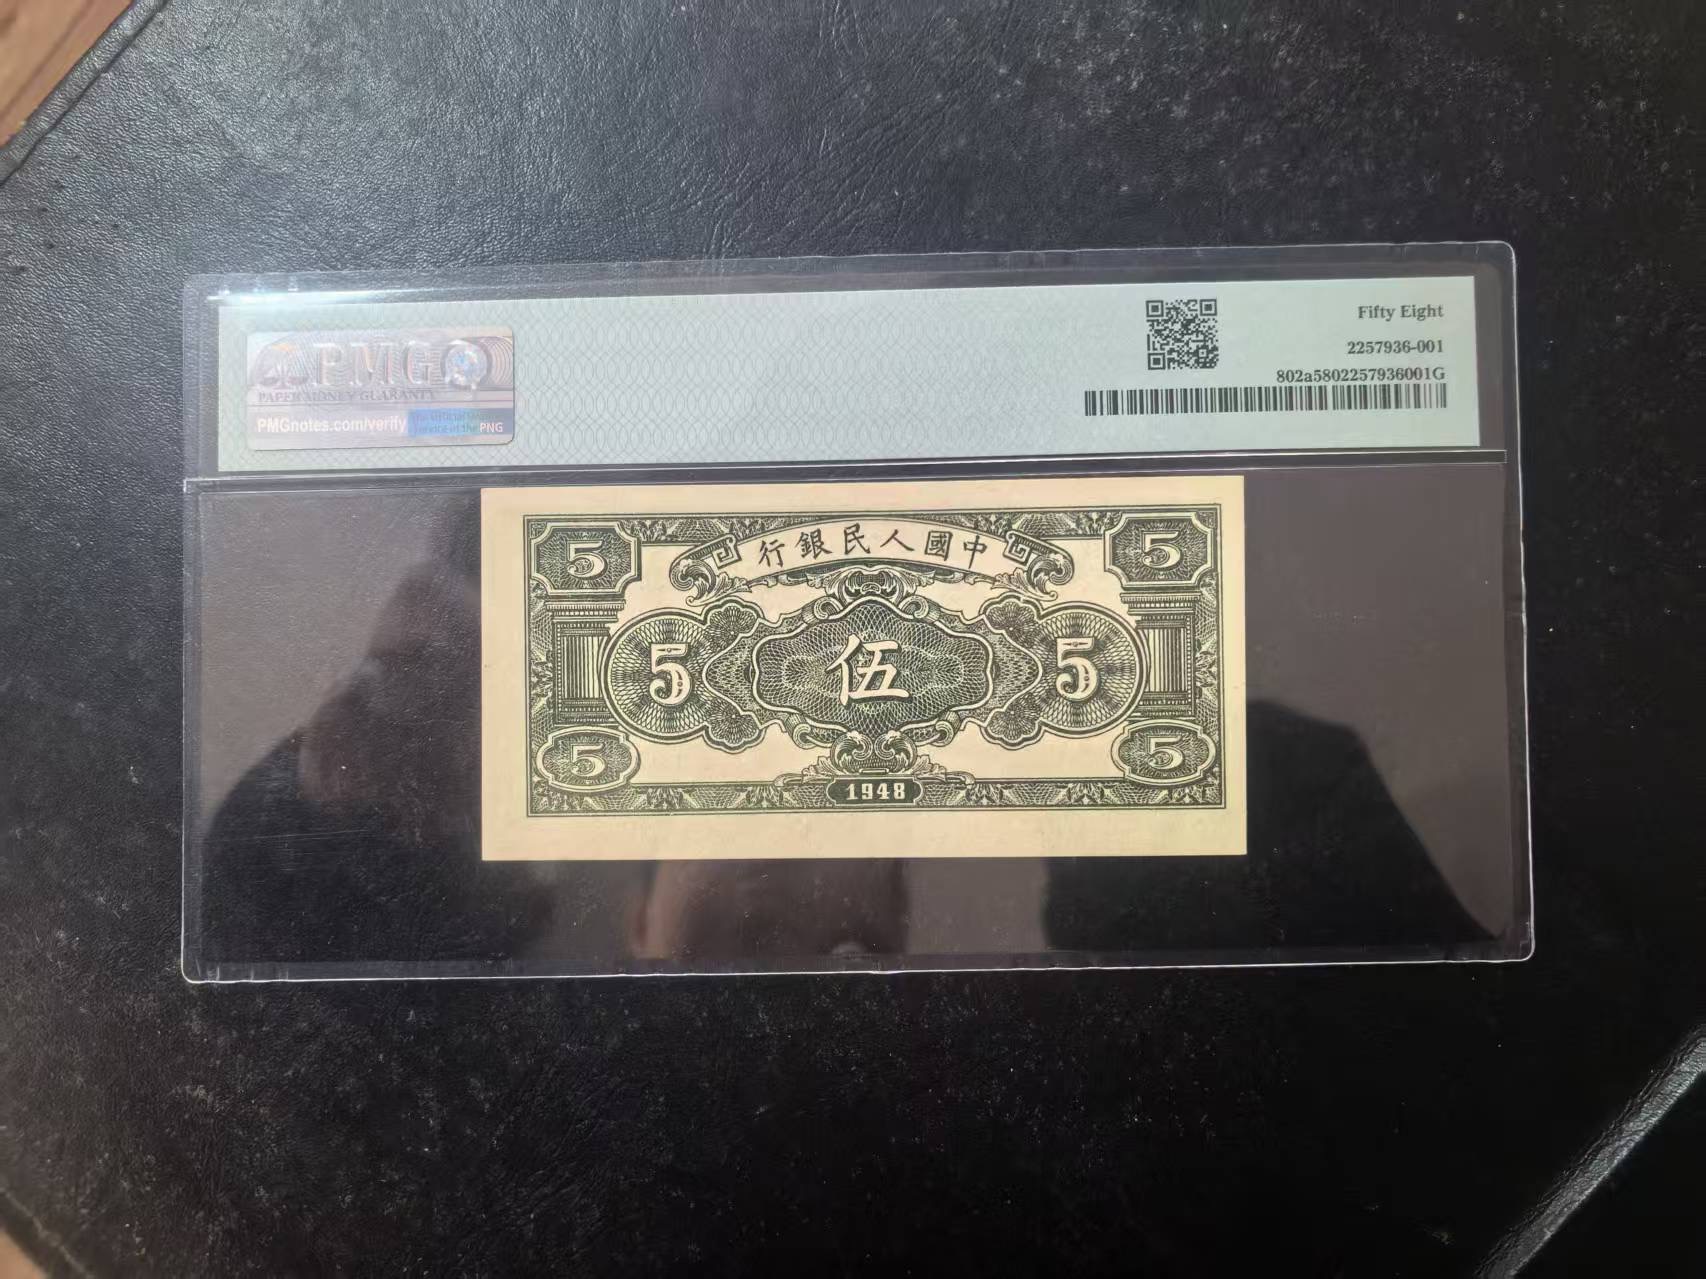 Fifty Eight
2257936-001
802a5802257936001G
PMG
PAPER MONEY GUARANTY
PMGnotes.com/verify
PNG
行銀民人國中
5
5
5
伍
5
5
5
1948